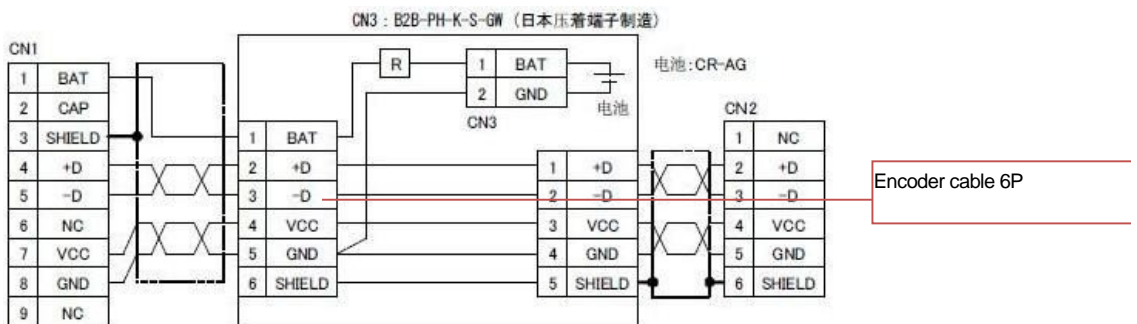 CN3 : B2B-PH-K-S-GW (日本压着端子制造)
CN1
1 BAT
2 CAP
3 SHIELD
4 +D
5 -D
6 NC
7 VCC
8 GND
9 NC
1 BAT
2 +D
3 -D
4 VCC
5 GND
6 SHIELD
R
1 BAT
2 GND
CN3
电池
电池:CR-AG
1 +D
2 -D
3 VCC
4 GND
5 SHIELD
CN2
1 NC
2 +D
3 -D
4 VCC
5 GND
6 SHIELD
Encoder cable 6P